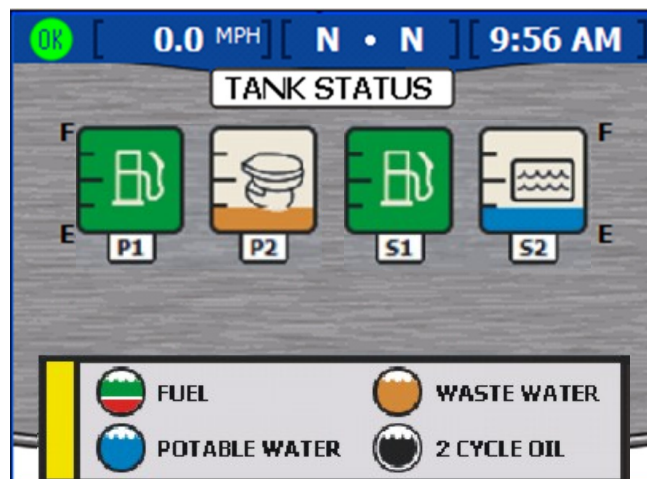 OK [ 0.0 MPH ] [ N • N ] [ 9:56 AM ]
TANK STATUS
F F
E E
P1 P2 S1 S2
FUEL WASTE WATER
POTABLE WATER 2 CYCLE OIL